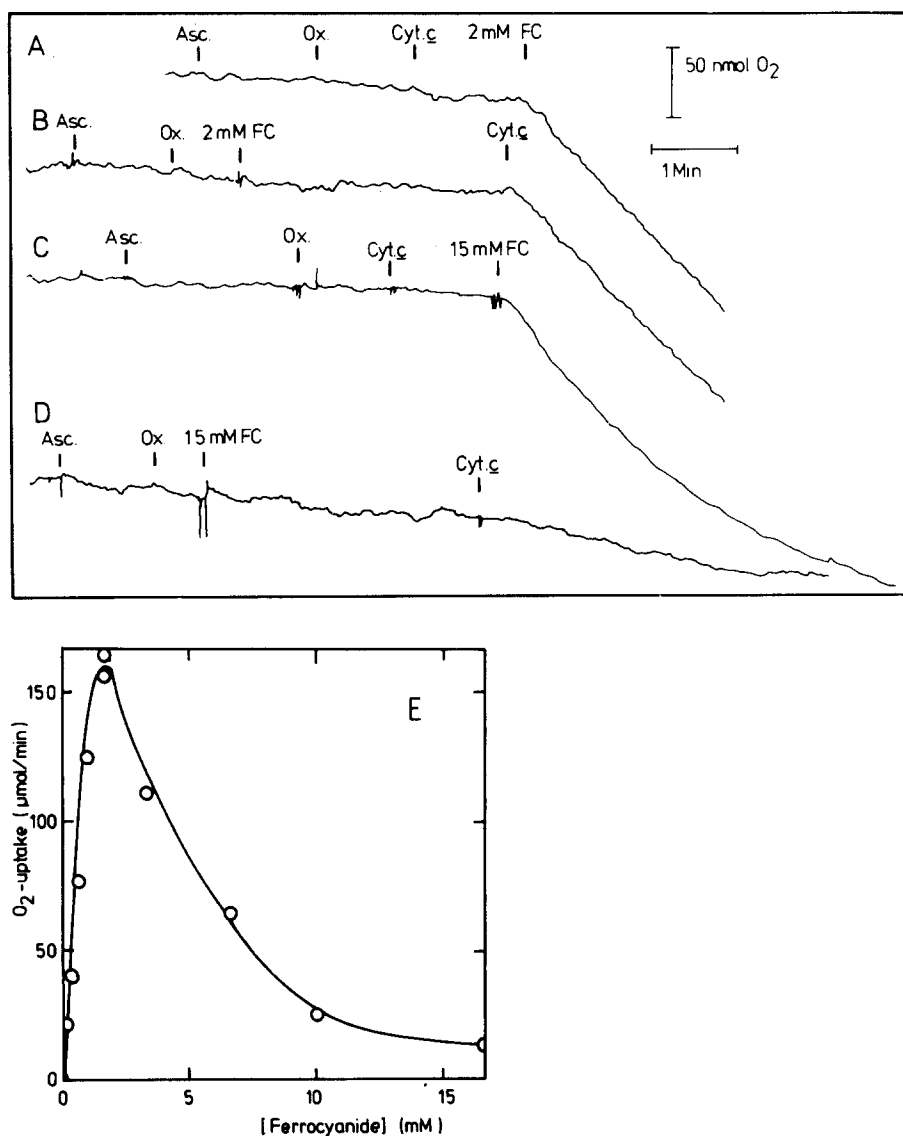 A
Asc. Ox. Cyt.c 2mM FC
50 nmol O2
1 Min
B
Asc. Ox. 2 mM FC Cyt.c
C
Asc. Ox. Cyt.c 15 mM FC
D
Asc. Ox. 15 mM FC Cyt.c
E
O2-uptake (µmol/min)
150
100
50
0
0 5 10 15
[Ferrocyanide] (mM)